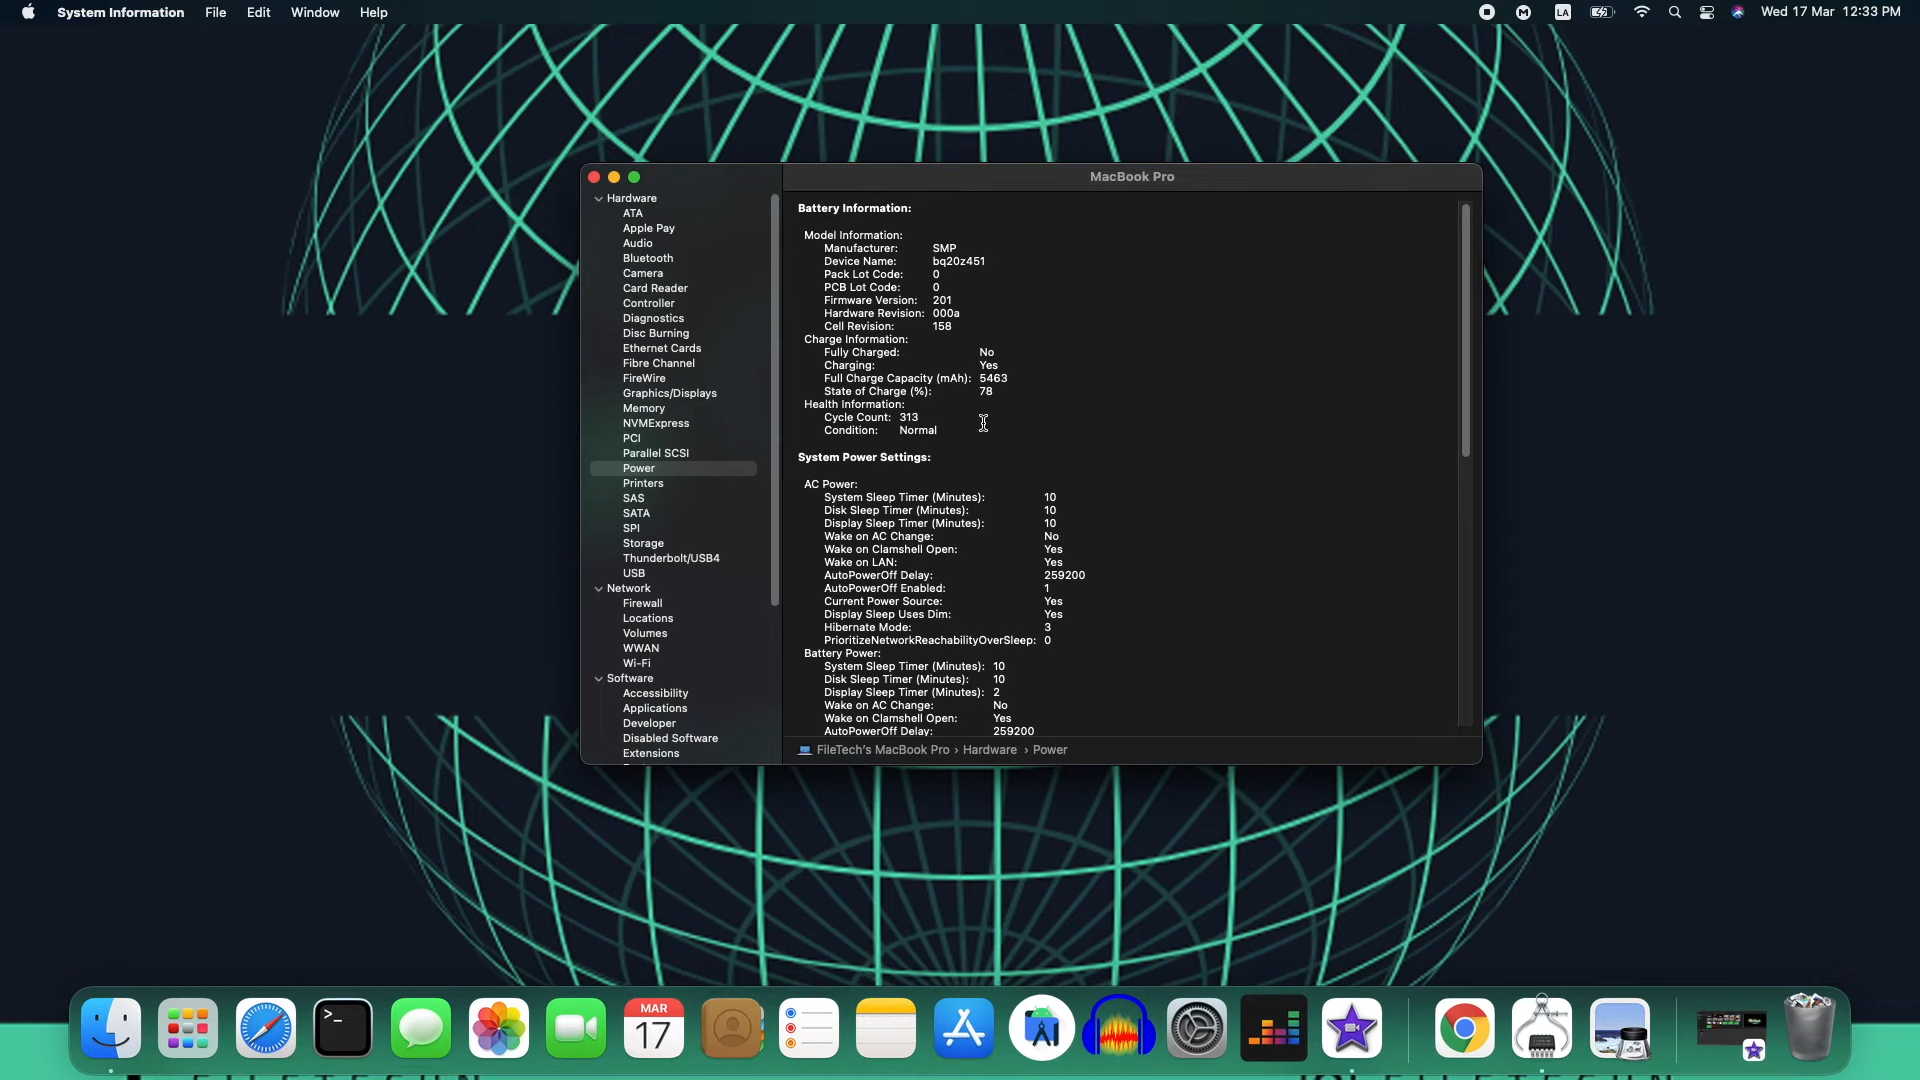 System Information File Edit Window Help
LA Wed 17 Mar 12:33 PM
MacBook Pro
Hardware
ATA
Apple Pay
Audio
Bluetooth
Camera
Card Reader
Controller
Diagnostics
Disc Burning
Ethernet Cards
Fibre Channel
FireWire
Graphics/Displays
Memory
NVMExpress
PCI
Parallel SCSI
Power
Printers
SAS
SATA
SPI
Storage
Thunderbolt/USB4
USB
Network
Firewall
Locations
Volumes
WWAN
Wi-Fi
Software
Accessibility
Applications
Developer
Disabled Software
Extensions
Battery Information:
Model Information:
Manufacturer: SMP
Device Name: bq20z451
Pack Lot Code: 0
PCB Lot Code: 0
Firmware Version: 201
Hardware Revision: 000a
Cell Revision: 158
Charge Information:
Fully Charged: No
Charging: Yes
Full Charge Capacity (mAh): 5463
State of Charge (%): 78
Health Information:
Cycle Count: 313
Condition: Normal
System Power Settings:
AC Power:
System Sleep Timer (Minutes): 10
Disk Sleep Timer (Minutes): 10
Display Sleep Timer (Minutes): 10
Wake on AC Change: No
Wake on Clamshell Open: Yes
Wake on LAN: Yes
AutoPowerOff Delay: 259200
AutoPowerOff Enabled: 1
Current Power Source: Yes
Display Sleep Uses Dim: Yes
Hibernate Mode: 3
PrioritizeNetworkReachabilityOverSleep: 0
Battery Power:
System Sleep Timer (Minutes): 10
Disk Sleep Timer (Minutes): 10
Display Sleep Timer (Minutes): 2
Wake on AC Change: No
Wake on Clamshell Open: Yes
AutoPowerOff Delay: 259200
FileTech's MacBook Pro › Hardware › Power
MAR
17